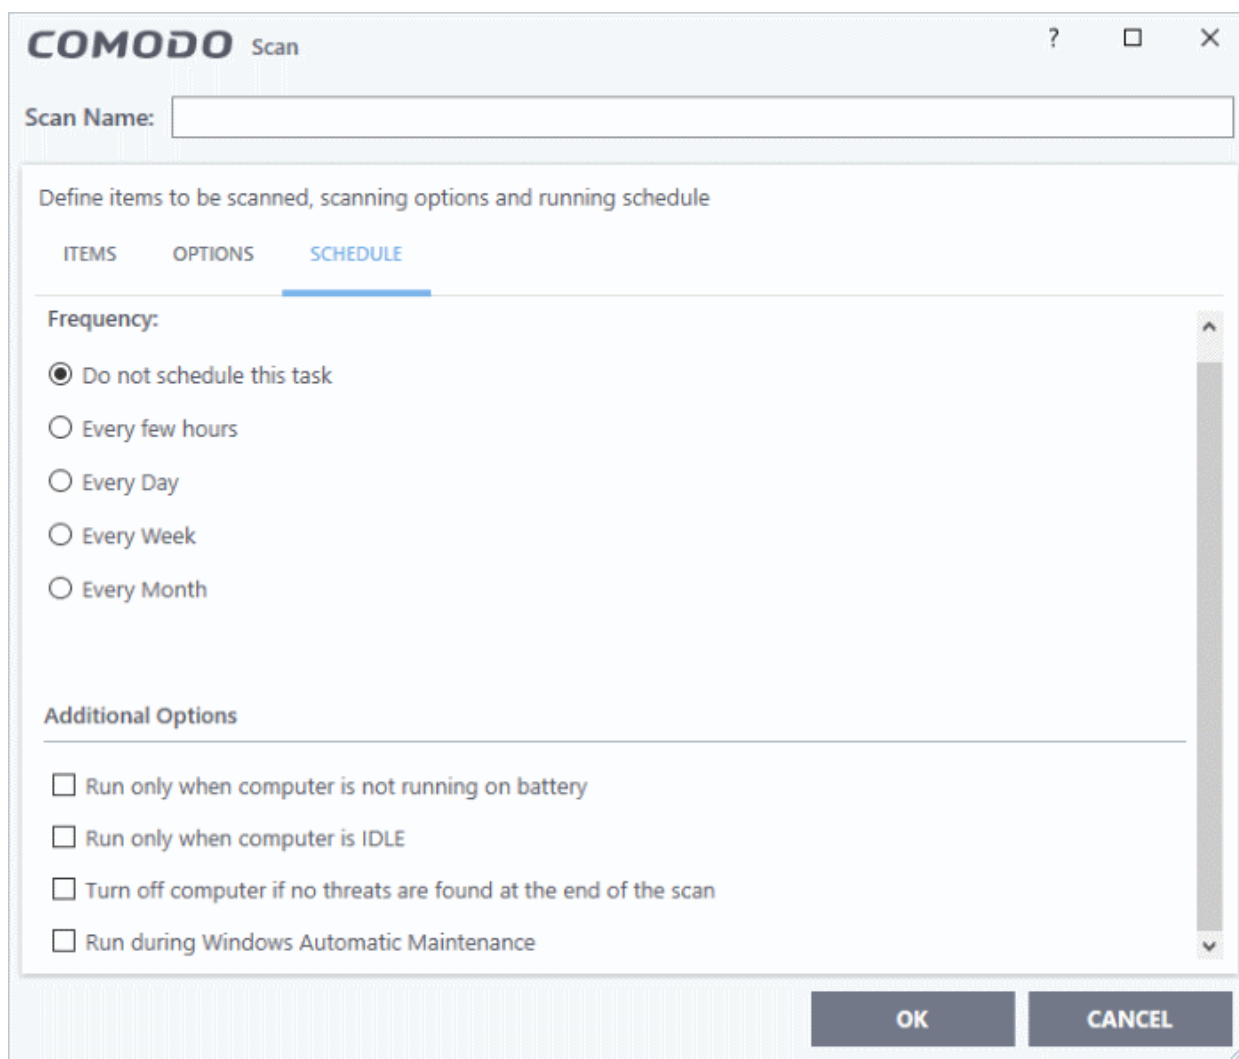 COMODO Scan ?
Scan Name:
Define items to be scanned, scanning options and running schedule
ITEMS OPTIONS SCHEDULE
Frequency:
Do not schedule this task
Every few hours
Every Day
Every Week
Every Month
Additional Options
Run only when computer is not running on battery
Run only when computer is IDLE
Turn off computer if no threats are found at the end of the scan
Run during Windows Automatic Maintenance
OK CANCEL